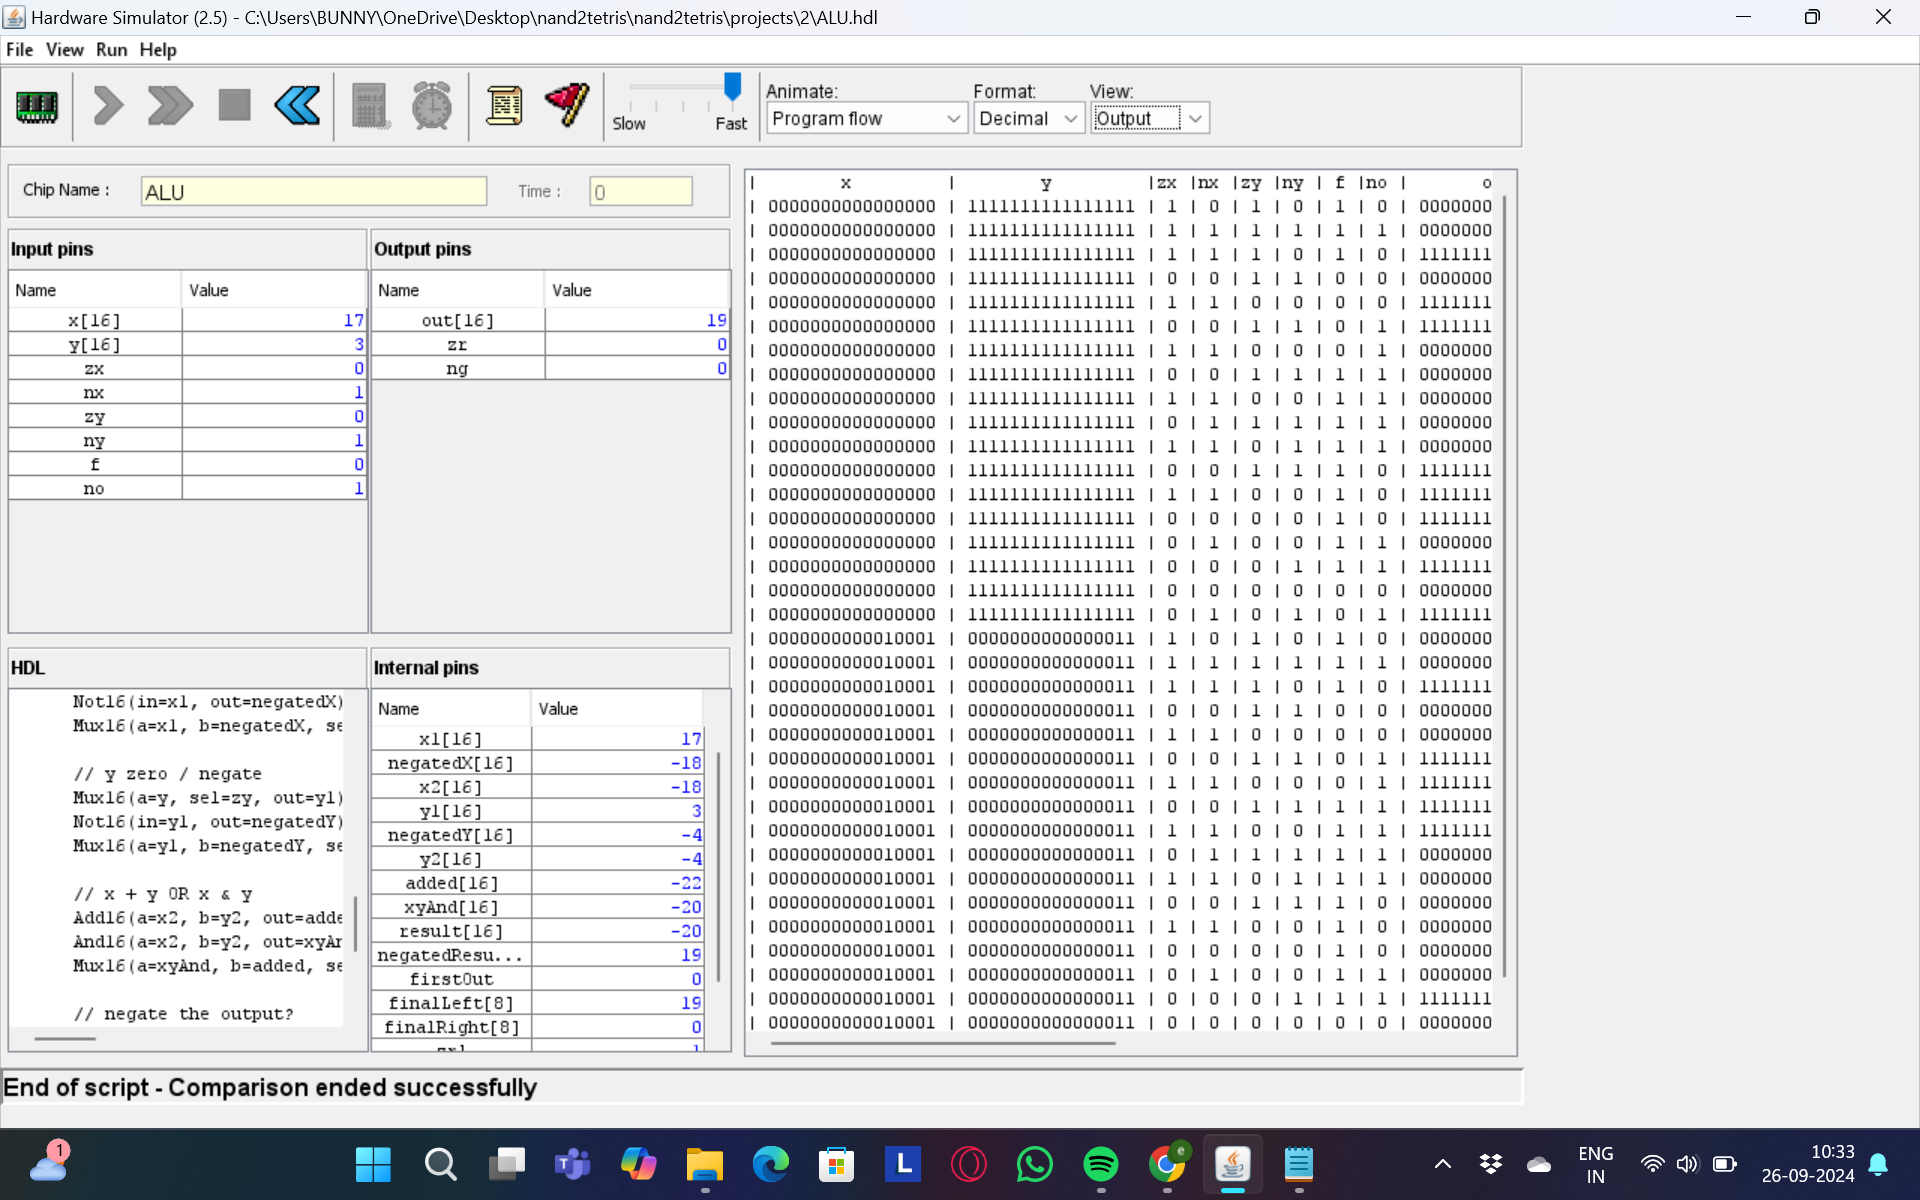 Hardware Simulator (2.5) - C:\Users\BUNNY\OneDrive\Desktop\nand2tetris\nand2tetris\projects\2\ALU.hdl
File View Run Help
Slow Fast
Animate: Format: View:
Program flow Decimal Output
Chip Name : ALU Time : 0
Input pins
Name Value
x[16] 17
y[16] 3
zx 0
nx 1
zy 0
ny 1
f 0
no 1
Output pins
Name Value
out[16] 19
zr 0
ng 0
HDL
Not16(in=x1, out=negatedX)
Mux16(a=x1, b=negatedX, se
// y zero / negate
Mux16(a=y, sel=zy, out=y1)
Not16(in=y1, out=negatedY)
Mux16(a=y1, b=negatedY, se
// x + y OR x & y
Add16(a=x2, b=y2, out=adde
And16(a=x2, b=y2, out=xyAn
Mux16(a=xyAnd, b=added, se
// negate the output?
Internal pins
Name Value
x1[16] 17
negatedX[16] -18
x2[16] -18
y1[16] 3
negatedY[16] -4
y2[16] -4
added[16] -22
xyAnd[16] -20
result[16] -20
negatedResu... 19
firstOut 0
finalLeft[8] 19
finalRight[8] 0
zr1 1
| x | y |zx |nx |zy |ny | f |no | o
| 0000000000000000 | 1111111111111111 | 1 | 0 | 1 | 0 | 1 | 0 | 0000000
| 0000000000000000 | 1111111111111111 | 1 | 1 | 1 | 1 | 1 | 1 | 0000000
| 0000000000000000 | 1111111111111111 | 1 | 1 | 1 | 0 | 1 | 0 | 1111111
| 0000000000000000 | 1111111111111111 | 0 | 0 | 1 | 1 | 0 | 0 | 0000000
| 0000000000000000 | 1111111111111111 | 1 | 1 | 0 | 0 | 0 | 0 | 1111111
| 0000000000000000 | 1111111111111111 | 0 | 0 | 1 | 1 | 0 | 1 | 1111111
| 0000000000000000 | 1111111111111111 | 1 | 1 | 0 | 0 | 0 | 1 | 0000000
| 0000000000000000 | 1111111111111111 | 0 | 0 | 1 | 1 | 1 | 1 | 0000000
| 0000000000000000 | 1111111111111111 | 1 | 1 | 0 | 0 | 1 | 1 | 0000000
| 0000000000000000 | 1111111111111111 | 0 | 1 | 1 | 1 | 1 | 1 | 0000000
| 0000000000000000 | 1111111111111111 | 1 | 1 | 0 | 1 | 1 | 1 | 0000000
| 0000000000000000 | 1111111111111111 | 0 | 0 | 1 | 1 | 1 | 0 | 1111111
| 0000000000000000 | 1111111111111111 | 1 | 1 | 0 | 0 | 1 | 0 | 1111111
| 0000000000000000 | 1111111111111111 | 0 | 0 | 0 | 0 | 1 | 0 | 1111111
| 0000000000000000 | 1111111111111111 | 0 | 1 | 0 | 0 | 1 | 1 | 0000000
| 0000000000000000 | 1111111111111111 | 0 | 0 | 0 | 1 | 1 | 1 | 1111111
| 0000000000000000 | 1111111111111111 | 0 | 0 | 0 | 0 | 0 | 0 | 0000000
| 0000000000000000 | 1111111111111111 | 0 | 1 | 0 | 1 | 0 | 1 | 1111111
| 0000000000010001 | 0000000000000011 | 1 | 0 | 1 | 0 | 1 | 0 | 0000000
| 0000000000010001 | 0000000000000011 | 1 | 1 | 1 | 1 | 1 | 1 | 0000000
| 0000000000010001 | 0000000000000011 | 1 | 1 | 1 | 0 | 1 | 0 | 1111111
| 0000000000010001 | 0000000000000011 | 0 | 0 | 1 | 1 | 0 | 0 | 0000000
| 0000000000010001 | 0000000000000011 | 1 | 1 | 0 | 0 | 0 | 0 | 0000000
| 0000000000010001 | 0000000000000011 | 0 | 0 | 1 | 1 | 0 | 1 | 1111111
| 0000000000010001 | 0000000000000011 | 1 | 1 | 0 | 0 | 0 | 1 | 1111111
| 0000000000010001 | 0000000000000011 | 0 | 0 | 1 | 1 | 1 | 1 | 1111111
| 0000000000010001 | 0000000000000011 | 1 | 1 | 0 | 0 | 1 | 1 | 1111111
| 0000000000010001 | 0000000000000011 | 0 | 1 | 1 | 1 | 1 | 1 | 0000000
| 0000000000010001 | 0000000000000011 | 1 | 1 | 0 | 1 | 1 | 1 | 0000000
| 0000000000010001 | 0000000000000011 | 0 | 0 | 1 | 1 | 1 | 0 | 0000000
| 0000000000010001 | 0000000000000011 | 1 | 1 | 0 | 0 | 1 | 0 | 0000000
| 0000000000010001 | 0000000000000011 | 0 | 0 | 0 | 0 | 1 | 0 | 0000000
| 0000000000010001 | 0000000000000011 | 0 | 1 | 0 | 0 | 1 | 1 | 0000000
| 0000000000010001 | 0000000000000011 | 0 | 0 | 0 | 1 | 1 | 1 | 1111111
| 0000000000010001 | 0000000000000011 | 0 | 0 | 0 | 0 | 0 | 0 | 0000000
End of script - Comparison ended successfully
1
L
e
ENG
IN
10:33
26-09-2024